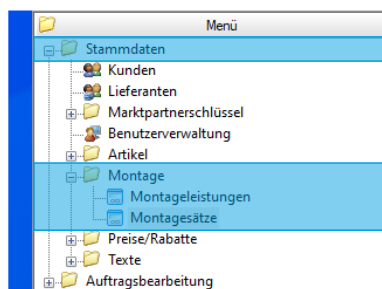 Menü
Stammdaten
Kunden
Lieferanten
Marktpartnerschlüssel
Benutzerverwaltung
Artikel
Montage
Montageleistungen
Montagesätze
Preise/Rabatte
Texte
Auftragsbearbeitung